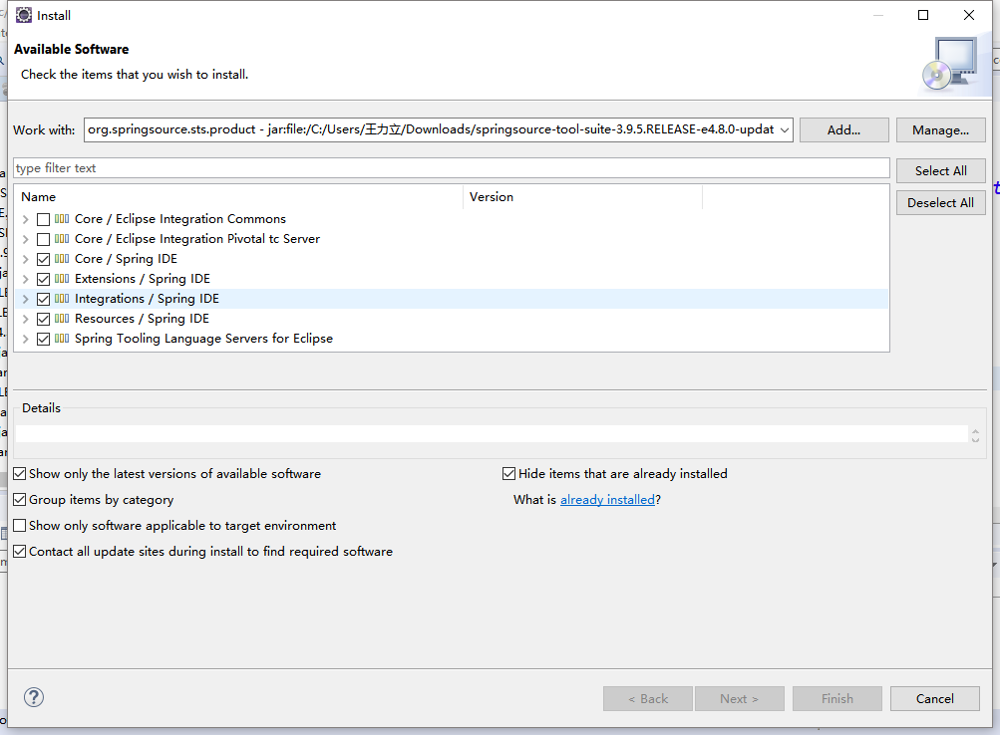 Install
Available Software
Check the items that you wish to install.
Work with: org.springsource.sts.product - jar:file:/C:/Users/王力立/Downloads/springsource-tool-suite-3.9.5.RELEASE-e4.8.0-updat Add... Manage...
type filter text Select All
Deselect All
Name Version
Core / Eclipse Integration Commons
Core / Eclipse Integration Pivotal tc Server
Core / Spring IDE
Extensions / Spring IDE
Integrations / Spring IDE
Resources / Spring IDE
Spring Tooling Language Servers for Eclipse
Details
Show only the latest versions of available software Hide items that are already installed
Group items by category What is already installed?
Show only software applicable to target environment
Contact all update sites during install to find required software
? < Back Next > Finish Cancel